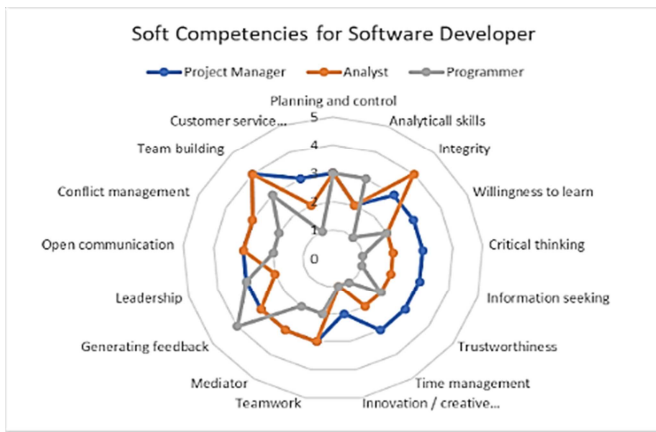 Soft Competencies for Software Developer
Project Manager Analyst Programmer
Planning and control
Customer service... Analyticall skills
Team building Integrity
Conflict management Willingness to learn
Open communication Critical thinking
Leadership Information seeking
Generating feedback Trustworthiness
Mediator Time management
Teamwork Innovation / creative...
5
4
3
2
1
0